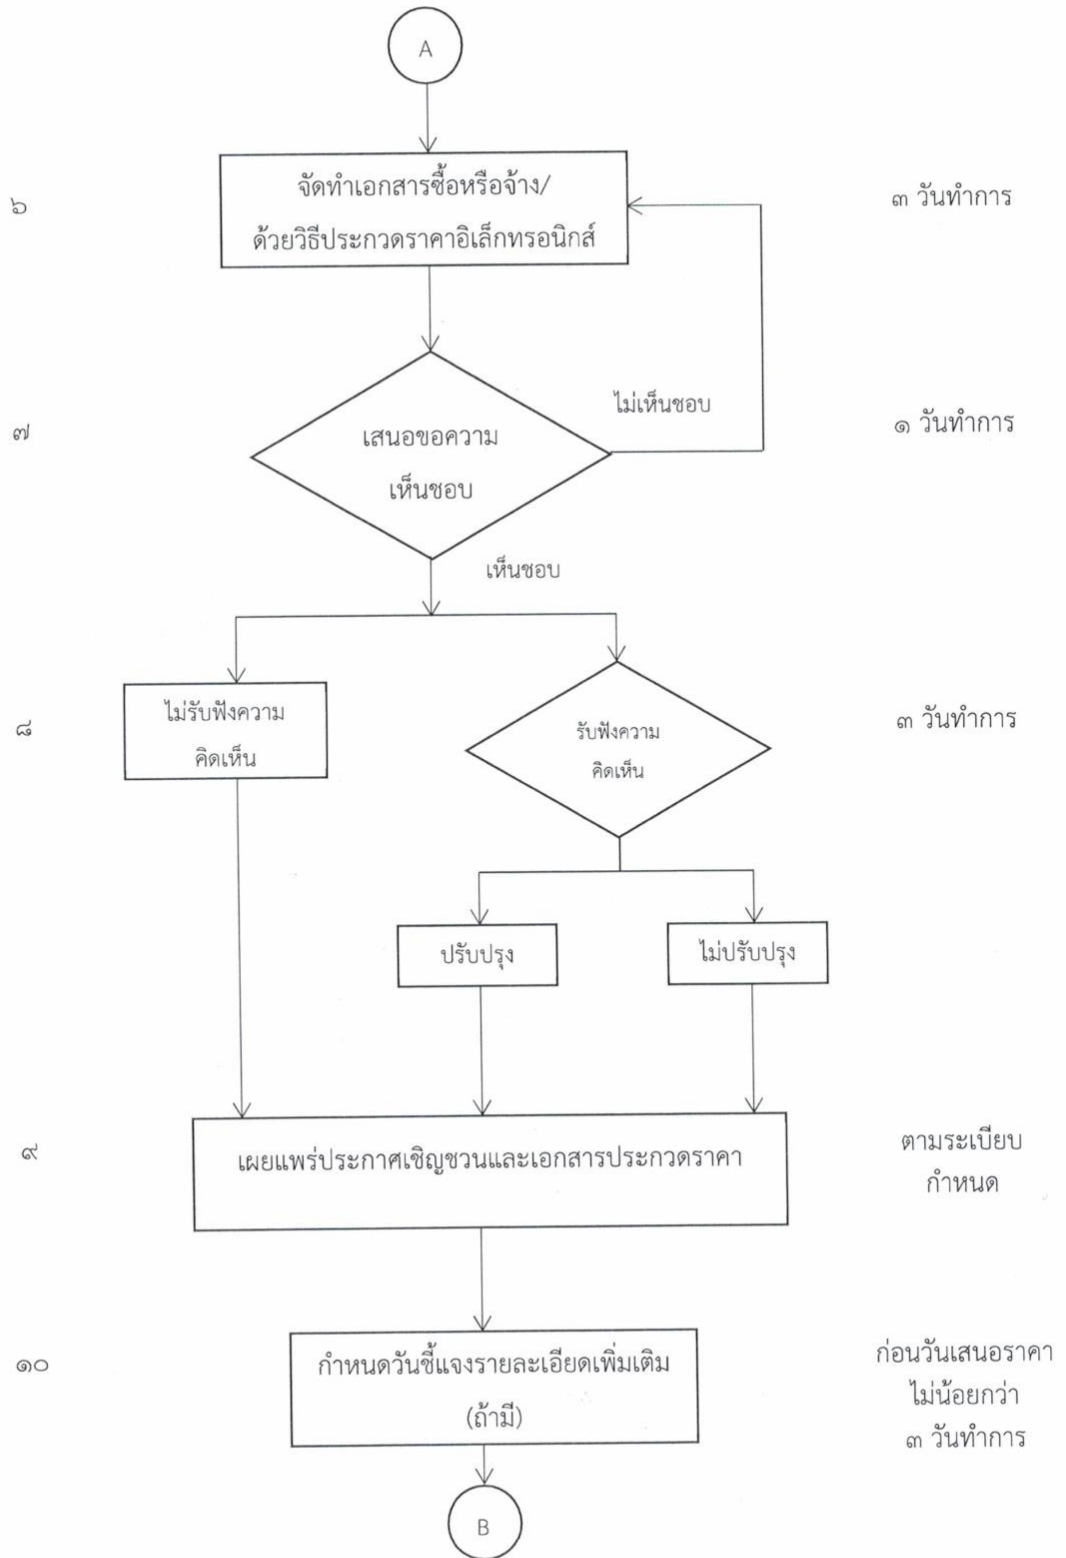 A
๖
จัดทำเอกสารซื้อหรือจ้าง/
ด้วยวิธีประกวดราคาอิเล็กทรอนิกส์
๓ วันทำการ
๗
เสนอขอความ
เห็นชอบ
ไม่เห็นชอบ
๑ วันทำการ
เห็นชอบ
๘
ไม่รับฟังความ
คิดเห็น
รับฟังความ
คิดเห็น
๓ วันทำการ
ปรับปรุง
ไม่ปรับปรุง
๙
เผยแพร่ประกาศเชิญชวนและเอกสารประกวดราคา
ตามระเบียบ
กำหนด
๑๐
กำหนดวันชี้แจงรายละเอียดเพิ่มเติม
(ถ้ามี)
ก่อนวันเสนอราคา
ไม่น้อยกว่า
๓ วันทำการ
B